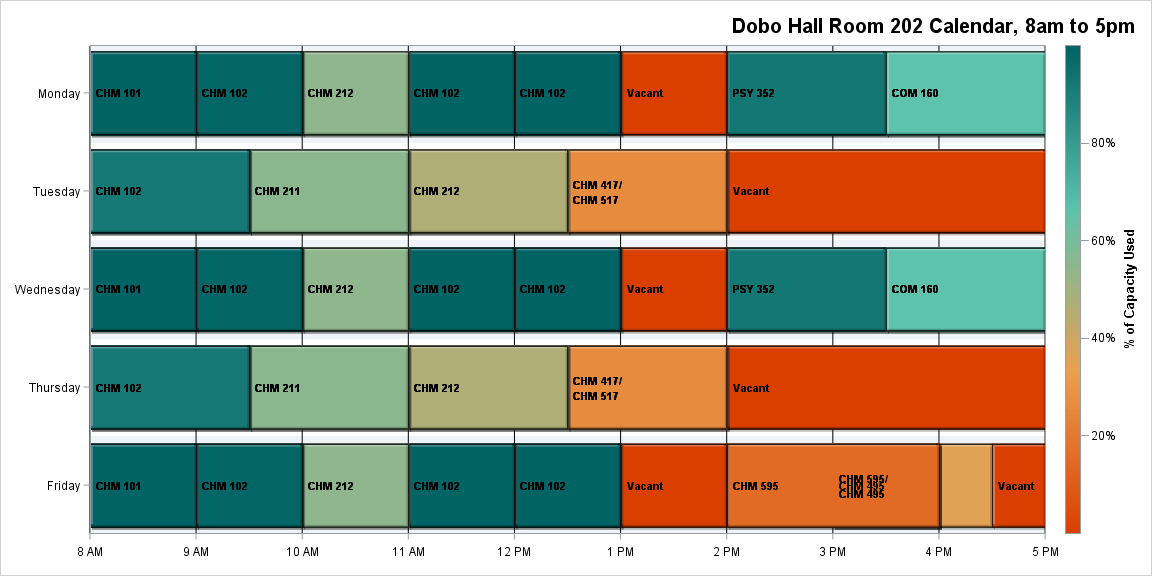 Dobo Hall Room 202 Calendar, 8am to 5pm
Monday
CHM 101
CHM 102
CHM 212
CHM 102
CHM 102
Vacant
PSY 352
COM 160
Tuesday
CHM 102
CHM 211
CHM 212
CHM 417/
CHM 517
Vacant
Wednesday
CHM 101
CHM 102
CHM 212
CHM 102
CHM 102
Vacant
PSY 352
COM 160
Thursday
CHM 102
CHM 211
CHM 212
CHM 417/
CHM 517
Vacant
Friday
CHM 101
CHM 102
CHM 212
CHM 102
CHM 102
Vacant
CHM 595
CHM 595/
CHM 495
CHM 495
Vacant
8 AM
9 AM
10 AM
11 AM
12 PM
1 PM
2 PM
3 PM
4 PM
5 PM
80%
60%
40%
20%
% of Capacity Used